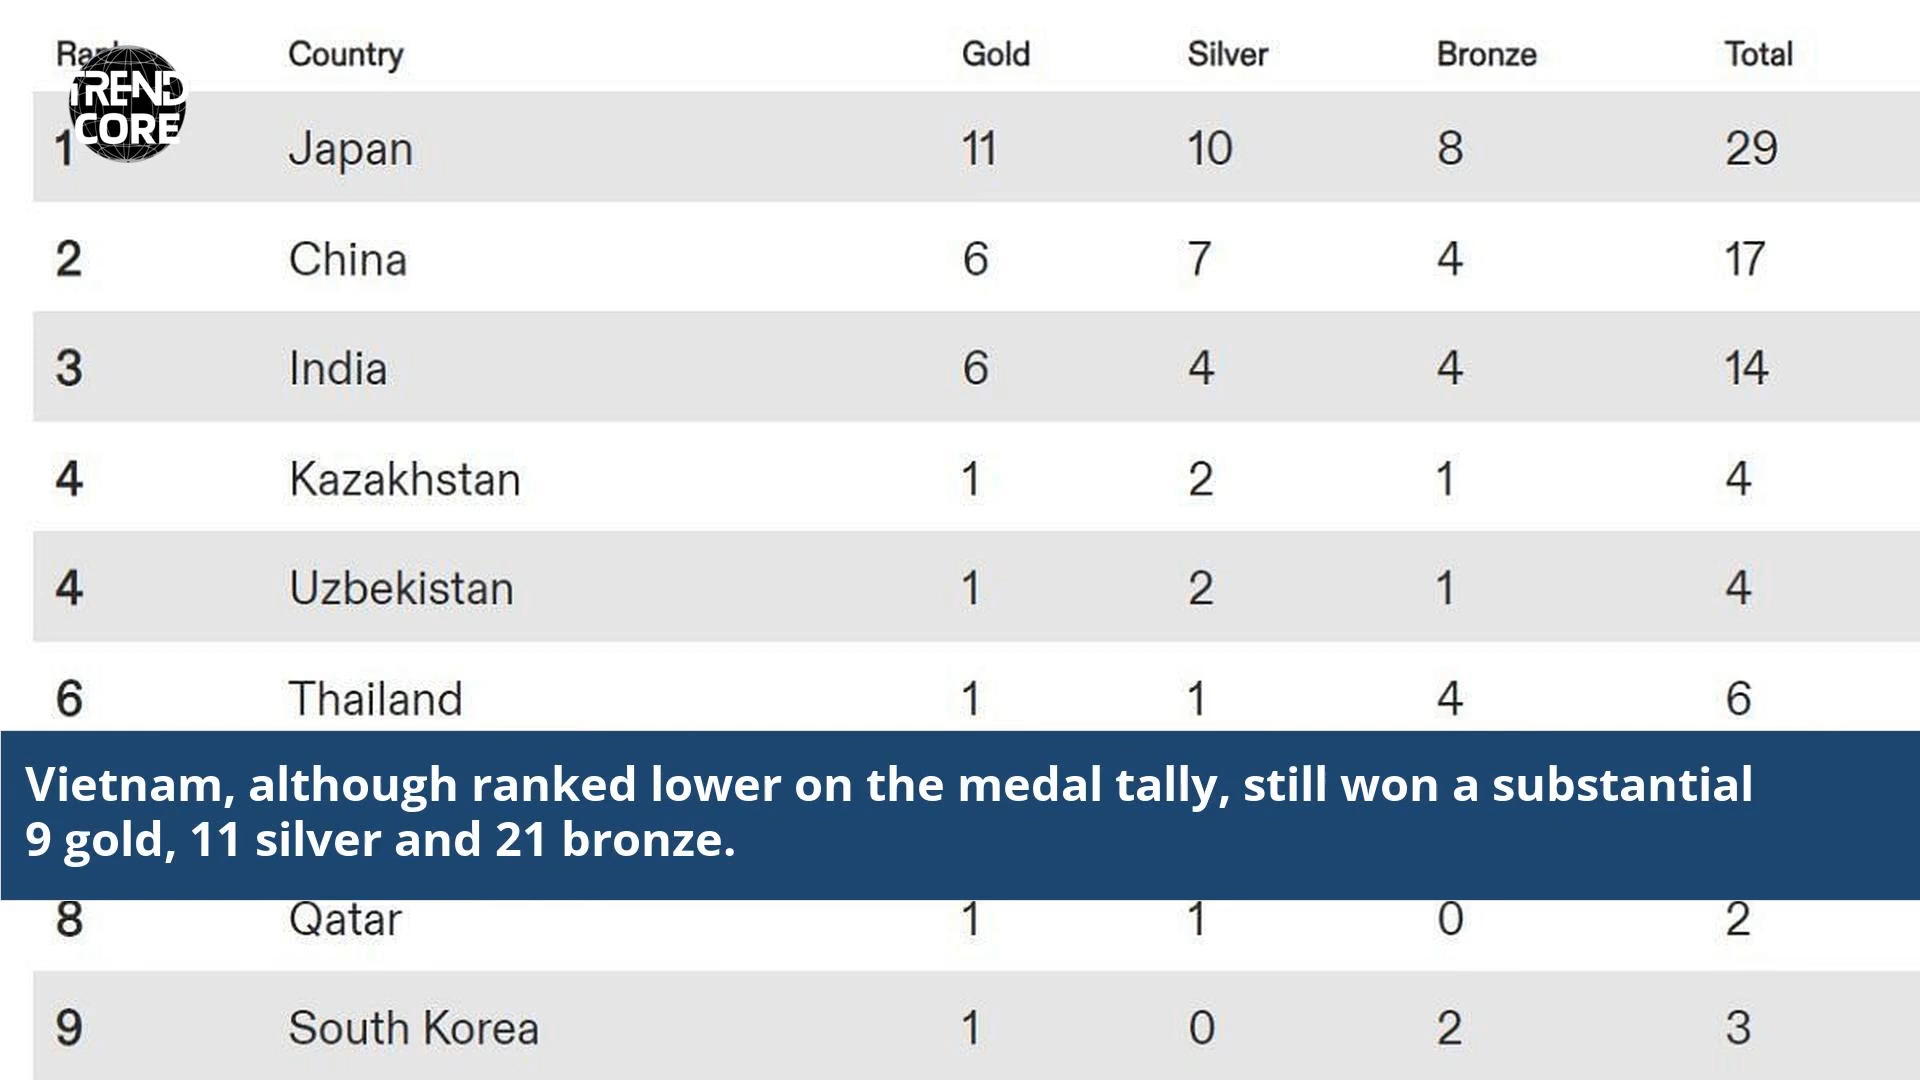 Country Gold Silver Bronze Total
TREND
CORE
1 Japan 11 10 8 29
2 China 6 7 4 17
3 India 6 4 4 14
4 Kazakhstan 1 2 1 4
4 Uzbekistan 1 2 1 4
6 Thailand 1 1 4 6
Vietnam, although ranked lower on the medal tally, still won a substantial
9 gold, 11 silver and 21 bronze.
8 Qatar 1 1 0 2
9 South Korea 1 0 2 3